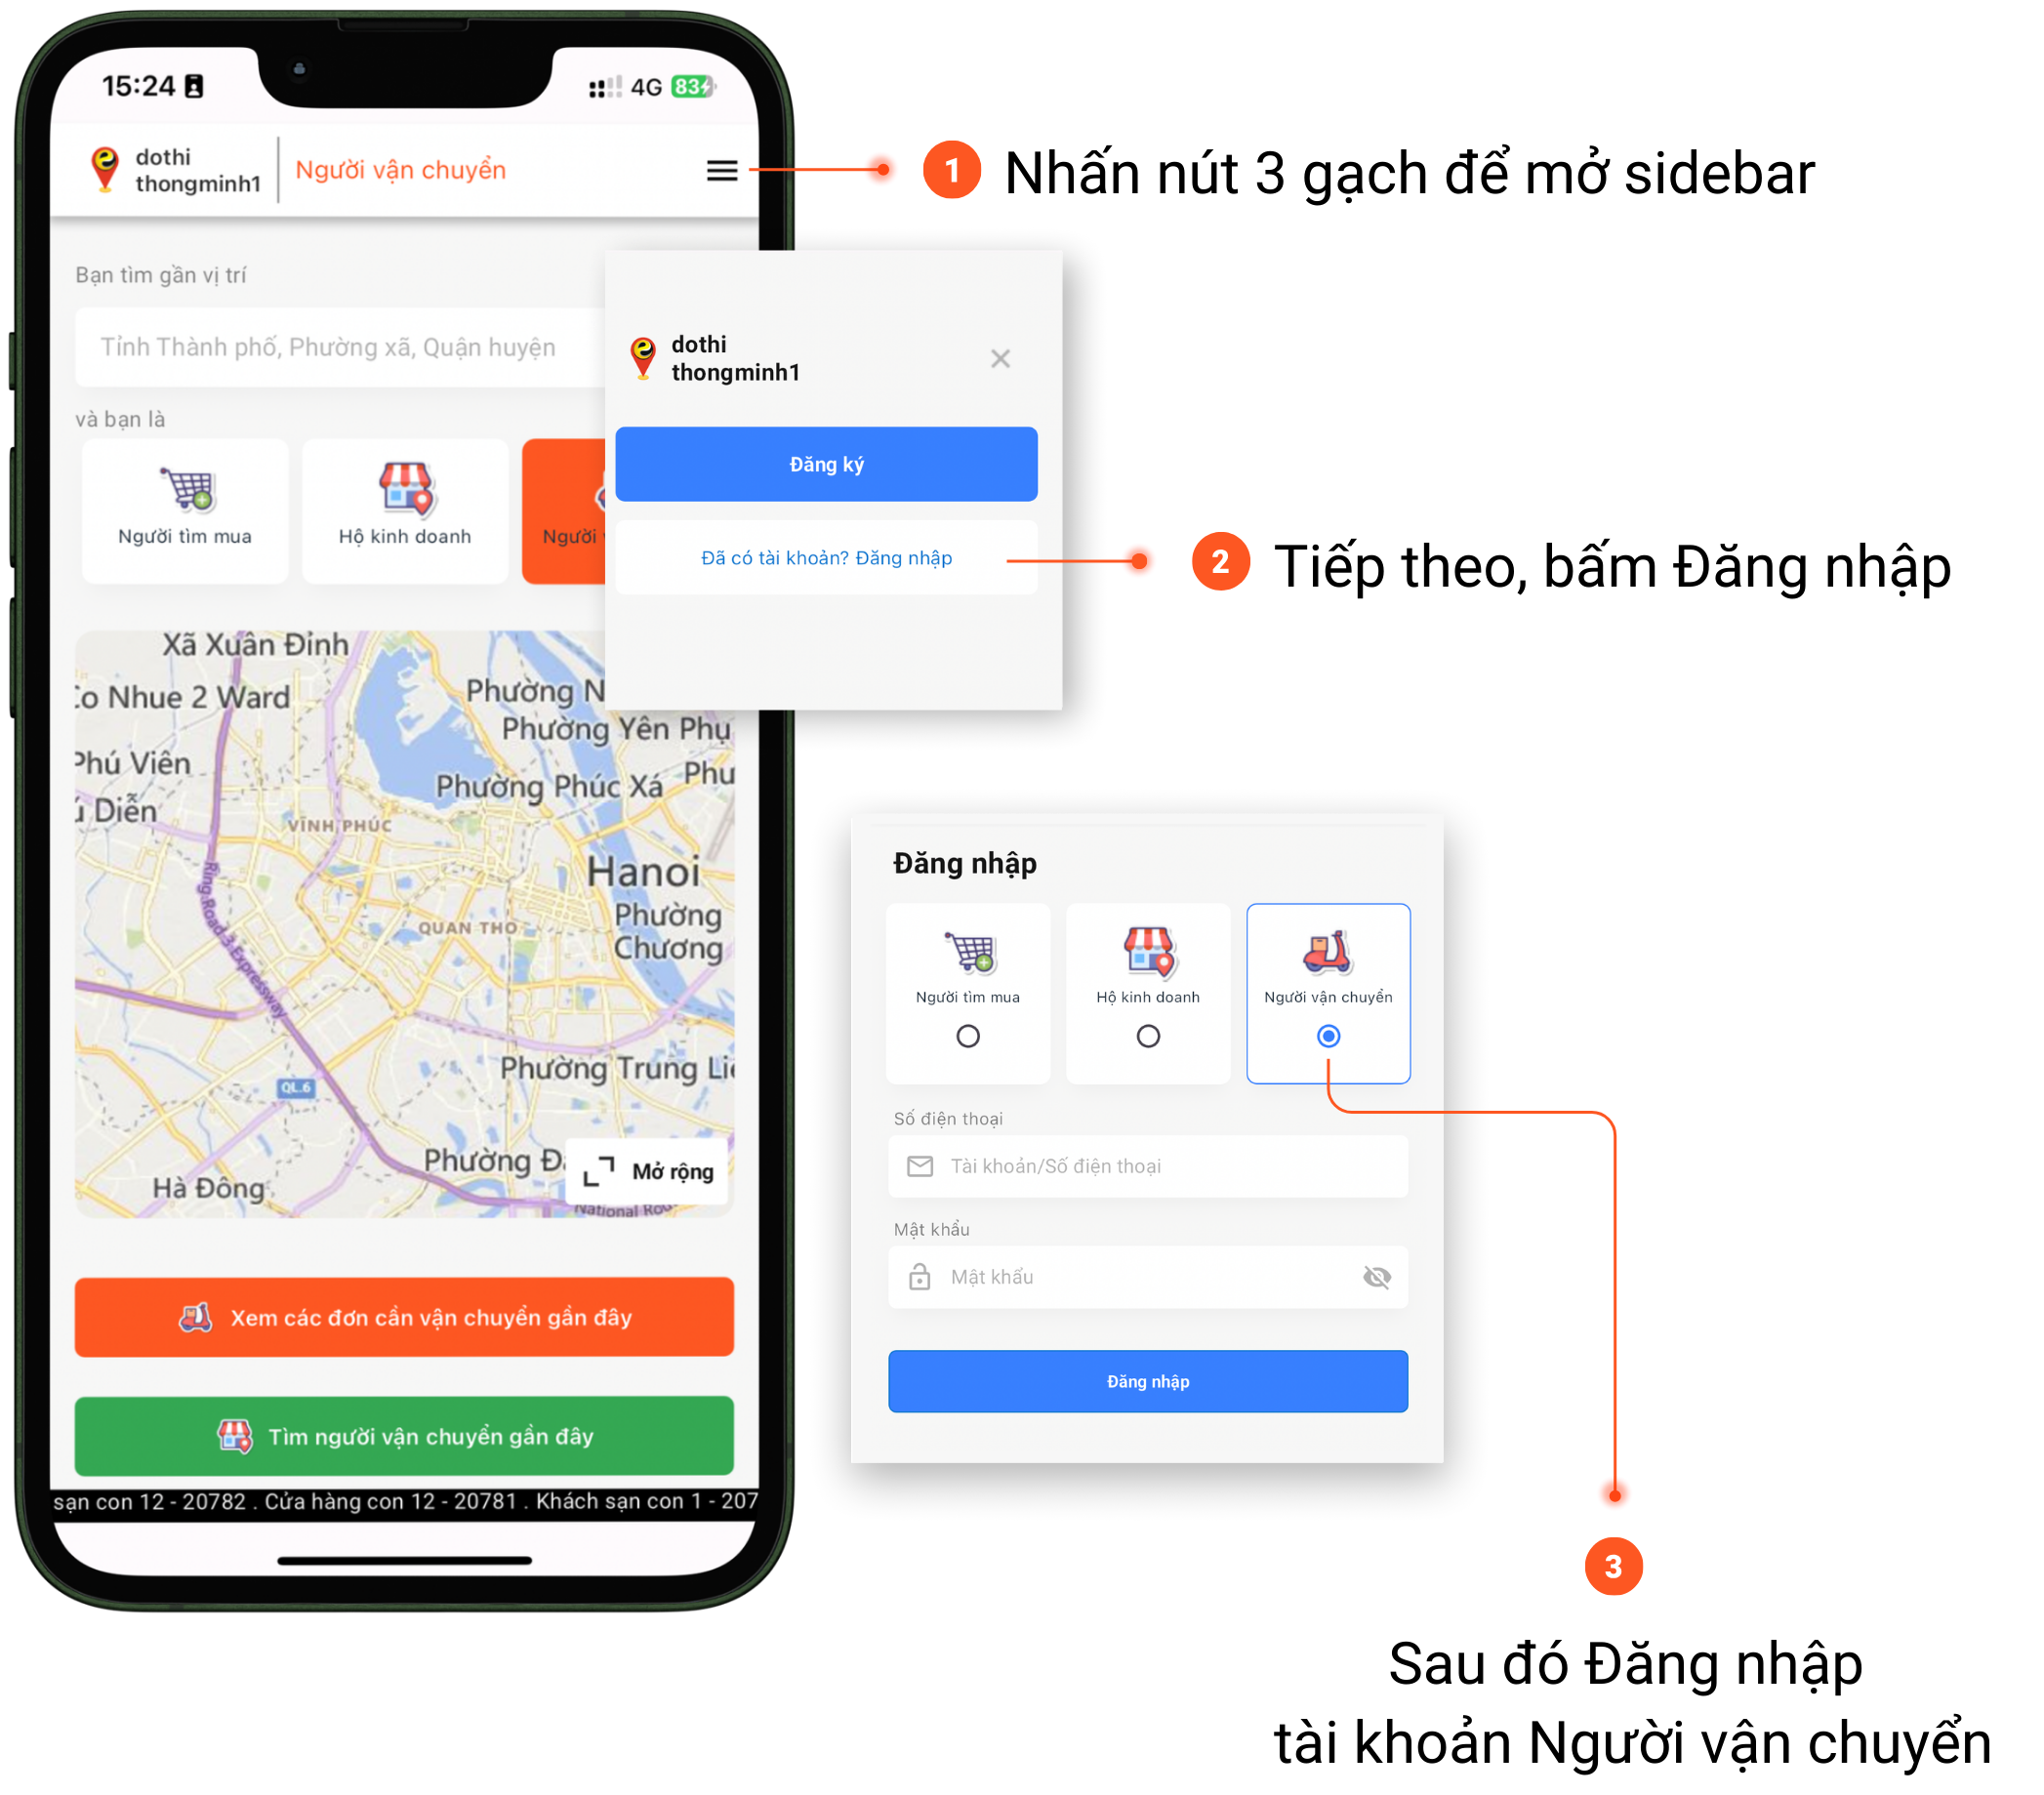 15:24
4G 83
dothi
thongminh1
Người vận chuyển
1 Nhấn nút 3 gạch để mở sidebar
Bạn tìm gần vị trí
Tỉnh Thành phố, Phường xã, Quận huyện
và bạn là
Người tìm mua
Hộ kinh doanh
Người
dothi
thongminh1
Đăng ký
Đã có tài khoản? Đăng nhập
2 Tiếp theo, bấm Đăng nhập
Xã Xuân Đỉnh
Co Nhue 2 Ward
Phường N
Phường Yên Phụ
Phú Viên
Phường Phúc Xá
Phu
Diễn
VĨNH PHÚC
Hanoi
Phường
Chương
QUAN THO
Ring Road 3 Expressway
Phường Trung Liệ
QL.6
Phường Đ
Hà Đông
Mở rộng
National Ro
Xem các đơn cần vận chuyển gần đây
Tìm người vận chuyển gần đây
sạn con 12 - 20782 . Cửa hàng con 12 - 20781 . Khách sạn con 1 - 207
Đăng nhập
Người tìm mua
Hộ kinh doanh
Người vận chuyển
Số điện thoại
Tài khoản/Số điện thoại
Mật khẩu
Mật khẩu
Đăng nhập
3
Sau đó Đăng nhập
tài khoản Người vận chuyển